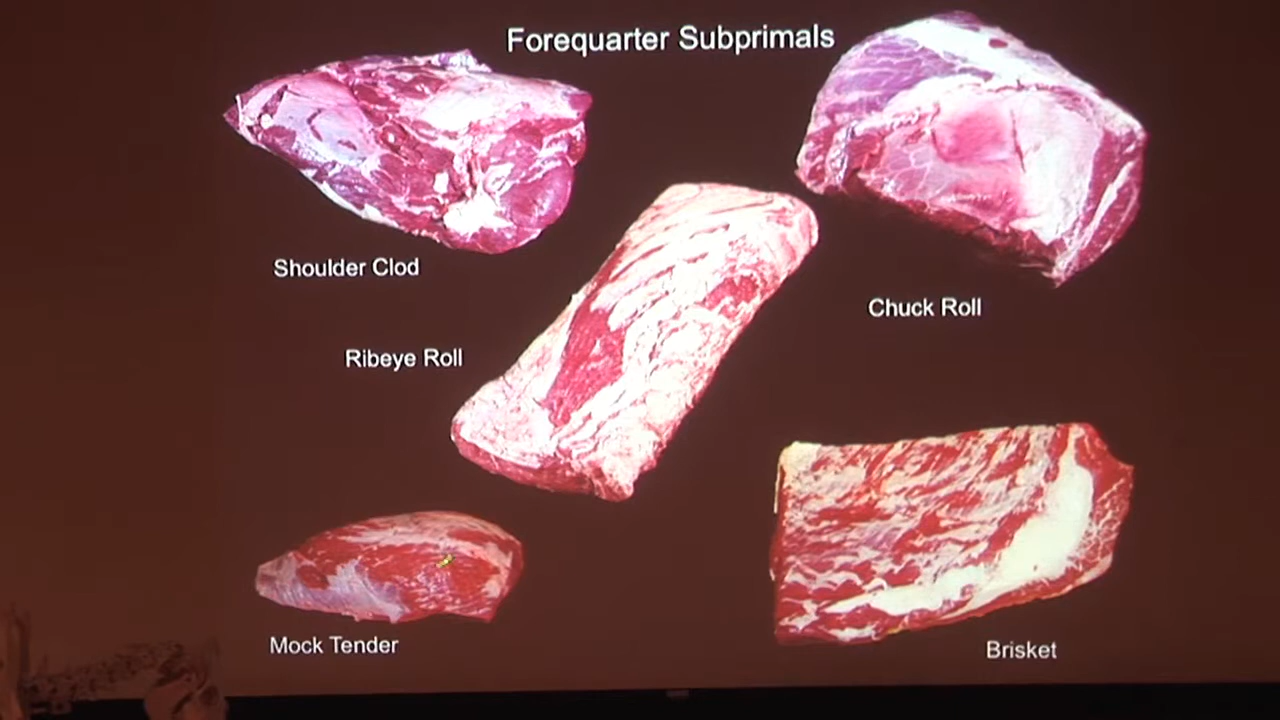 Forequarter Subprimals
Shoulder Clod
Chuck Roll
Ribeye Roll
Mock Tender
Brisket